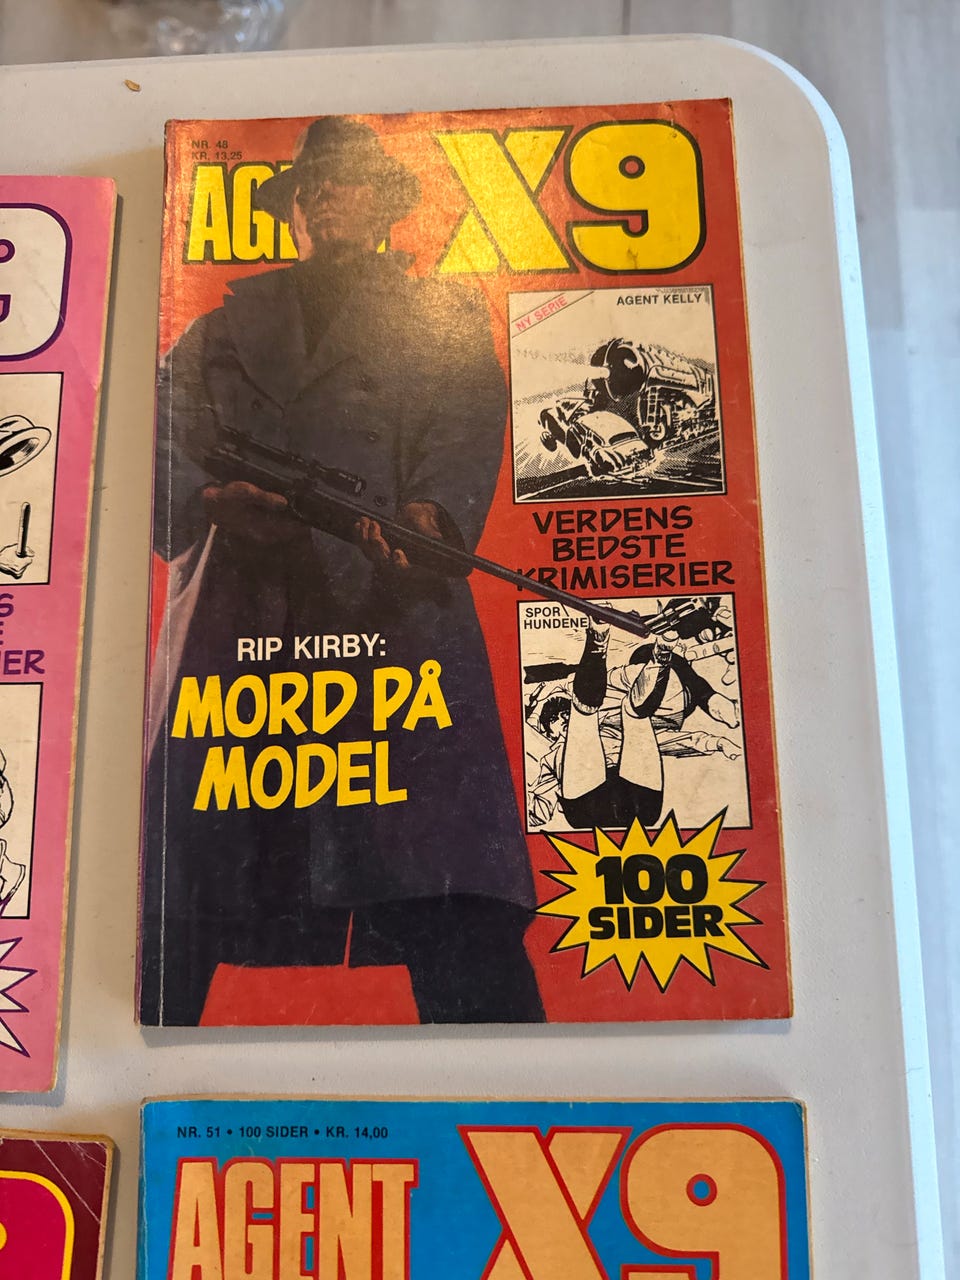 NR. 48
KR. 13,25
AGENT X9
NY SERIE
AGENT KELLY
VERDENS
BEDSTE
KRIMISERIER
SPOR
HUNDENE
RIP KIRBY:
MORD PÅ
MODEL
100
SIDER
NR. 51 • 100 SIDER • KR. 14,00
AGENT X9